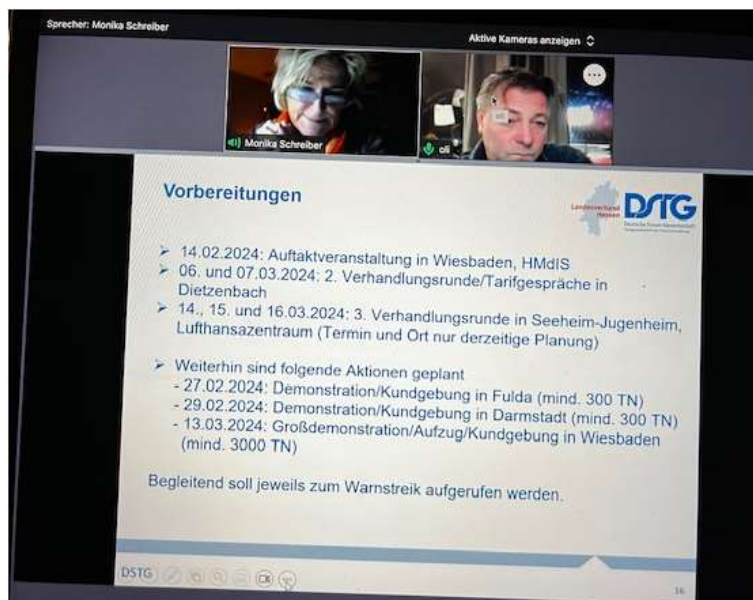 Sprecher: Monika Schreiber
Aktive Kameras anzeigen
Monika Schreiber
oli
Vorbereitungen
Landesverband
Hessen
DSTG
Deutsche Steuer-Gewerkschaft
➢ 14.02.2024: Auftaktveranstaltung in Wiesbaden, HMdIS
➢ 06. und 07.03.2024: 2. Verhandlungsrunde/Tarifgespräche in
Dietzenbach
➢ 14., 15. und 16.03.2024: 3. Verhandlungsrunde in Seeheim-Jugenheim,
Lufthansazentraum (Termin und Ort nur derzeitige Planung)
➢ Weiterhin sind folgende Aktionen geplant
- 27.02.2024: Demonstration/Kundgebung in Fulda (mind. 300 TN)
- 29.02.2024: Demonstration/Kundgebung in Darmstadt (mind. 300 TN)
- 13.03.2024: Großdemonstration/Aufzug/Kundgebung in Wiesbaden
(mind. 3000 TN)
Begleitend soll jeweils zum Warnstreik aufgerufen werden.
DSTG
16